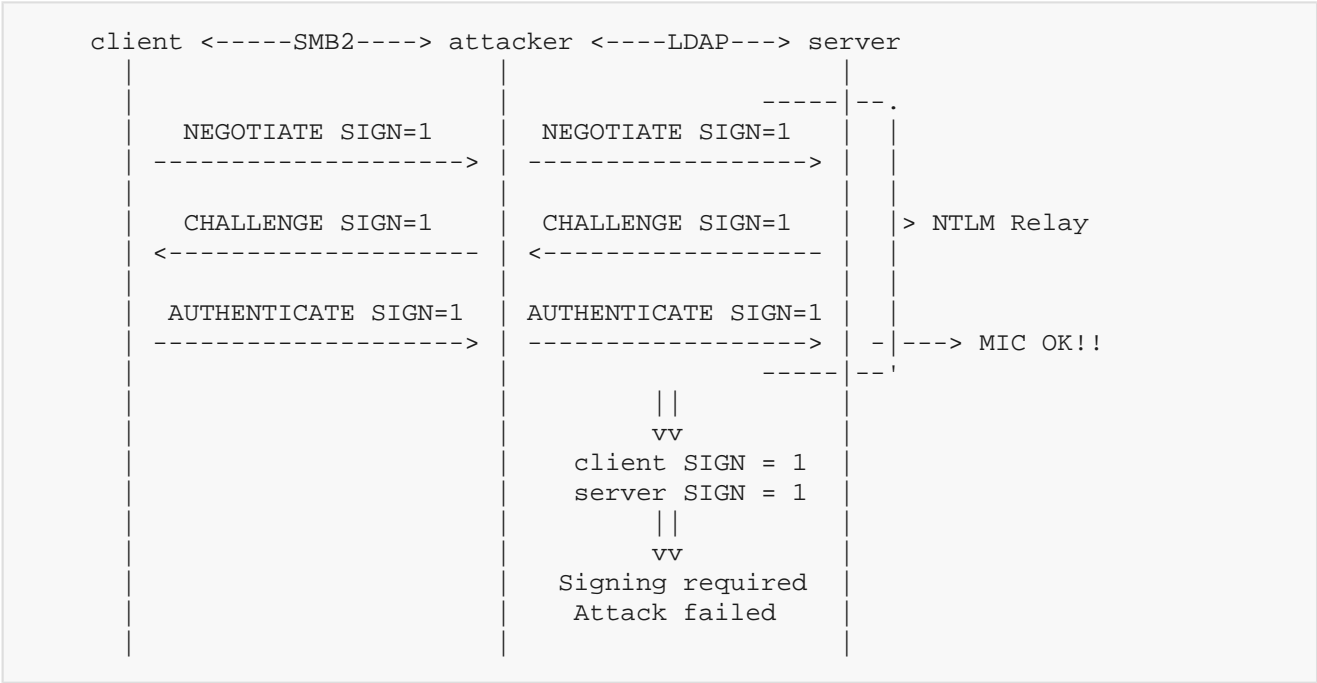 client <-----SMB2----> attacker <----LDAP---> server
  |                       |                     |
  |                       |                -----|--.
  |   NEGOTIATE SIGN=1    |  NEGOTIATE SIGN=1   |  |
  | --------------------> | ------------------> |  |
  |                       |                     |  |
  |   CHALLENGE SIGN=1    |  CHALLENGE SIGN=1   |  |> NTLM Relay
  | <-------------------- | <------------------ |  |
  |                       |                     |  |
  |  AUTHENTICATE SIGN=1  | AUTHENTICATE SIGN=1 |  |
  | --------------------> | ------------------> | -|---> MIC OK!!
  |                       |                -----|--'
  |                       |         ||          |
  |                       |         vv          |
  |                       |    client SIGN = 1  |
  |                       |    server SIGN = 1  |
  |                       |         ||          |
  |                       |         vv          |
  |                       |   Signing required  |
  |                       |    Attack failed    |
  |                       |                     |